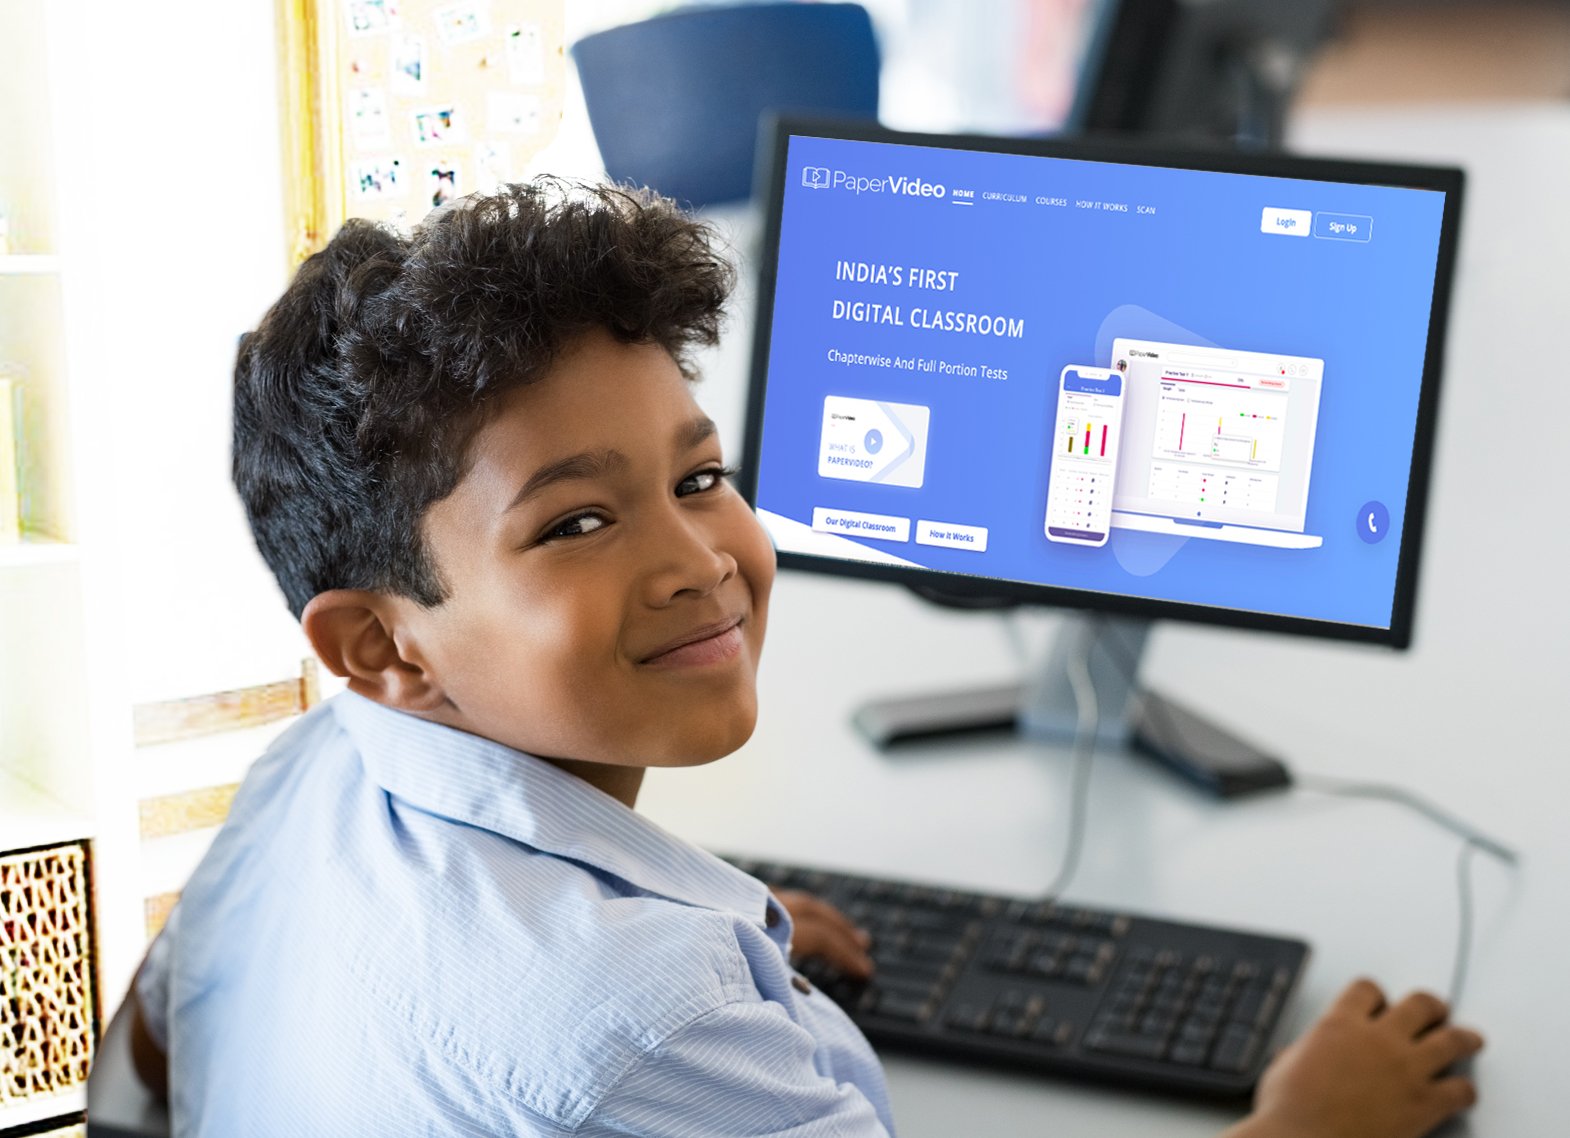 PaperVideo
HOME CURRICULUM COURSES HOW IT WORKS SCAN
Login Sign Up
INDIA'S FIRST
DIGITAL CLASSROOM
Chapterwise And Full Portion Tests
PaperVideo
WHAT IS
PAPERVIDEO?
Our Digital Classroom How It Works
PaperVideo